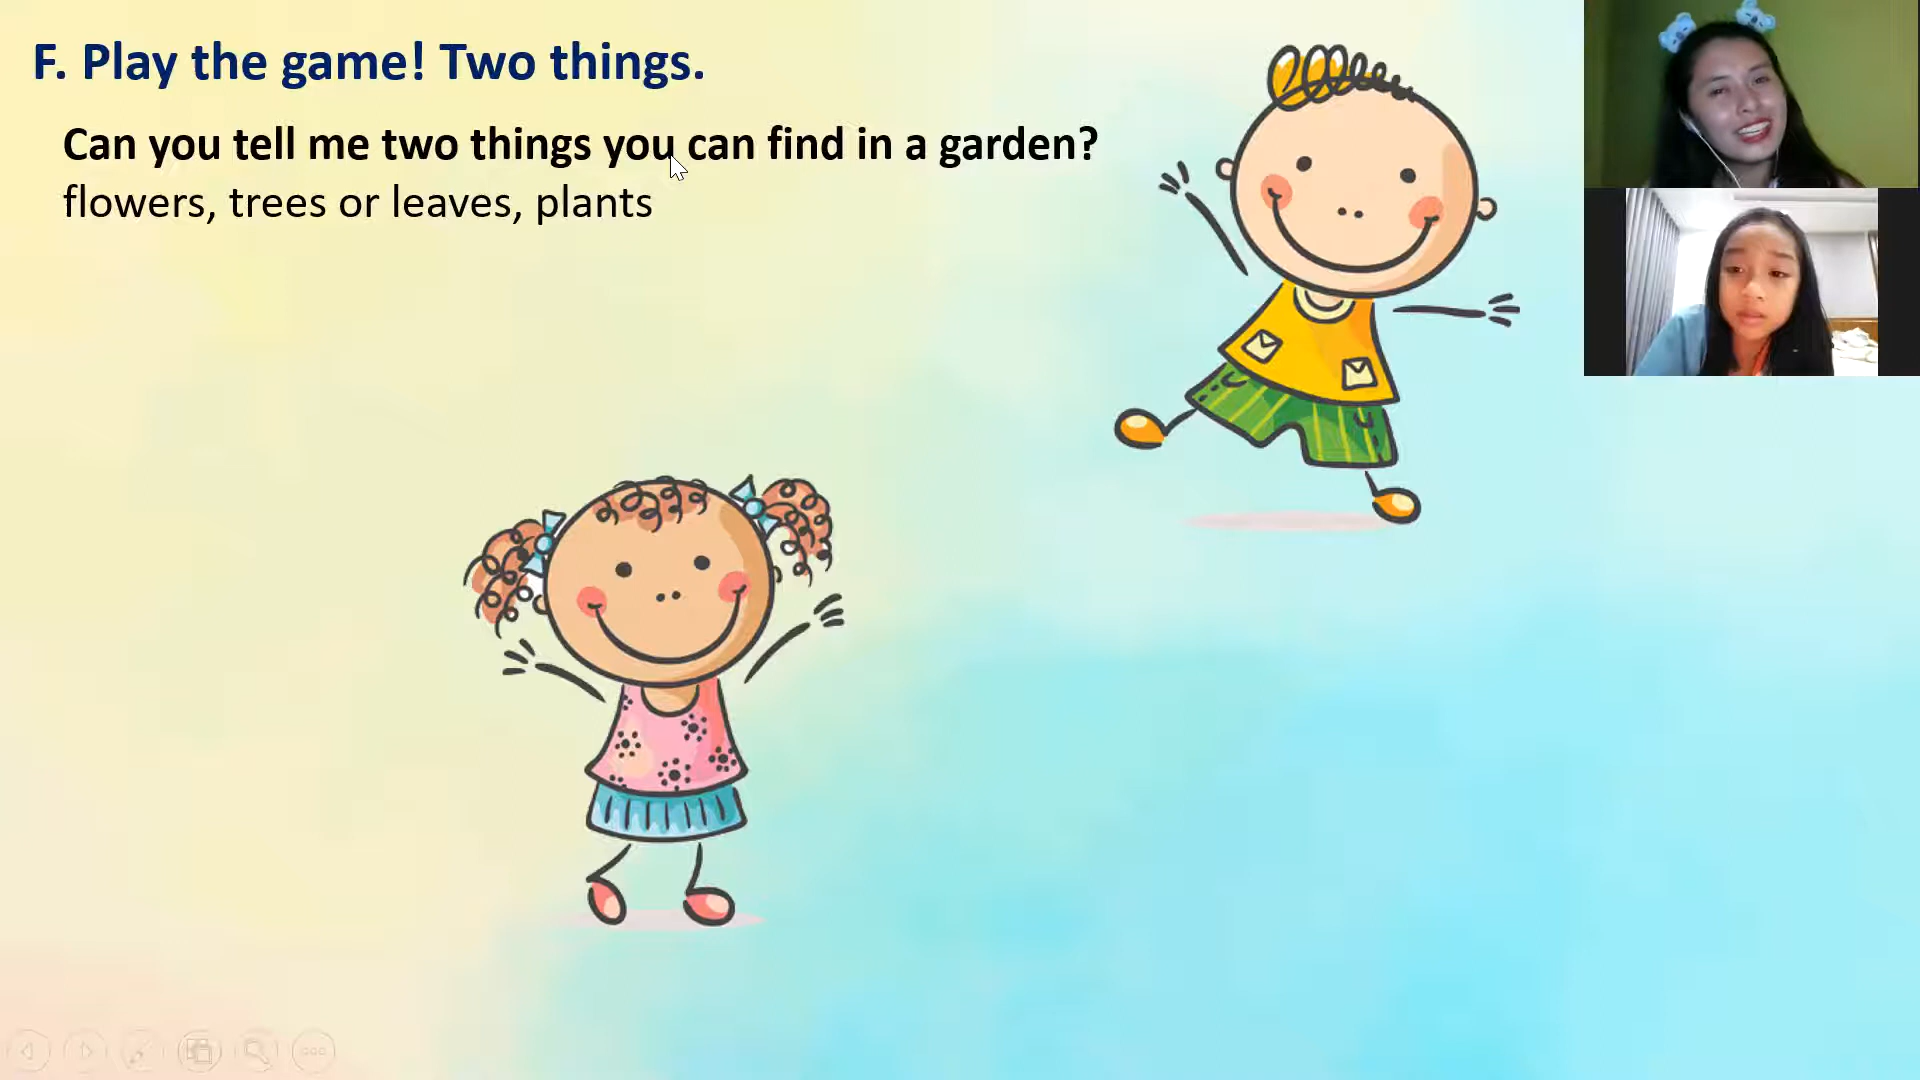 F. Play the game! Two things.
Can you tell me two things you can find in a garden?
flowers, trees or leaves, plants